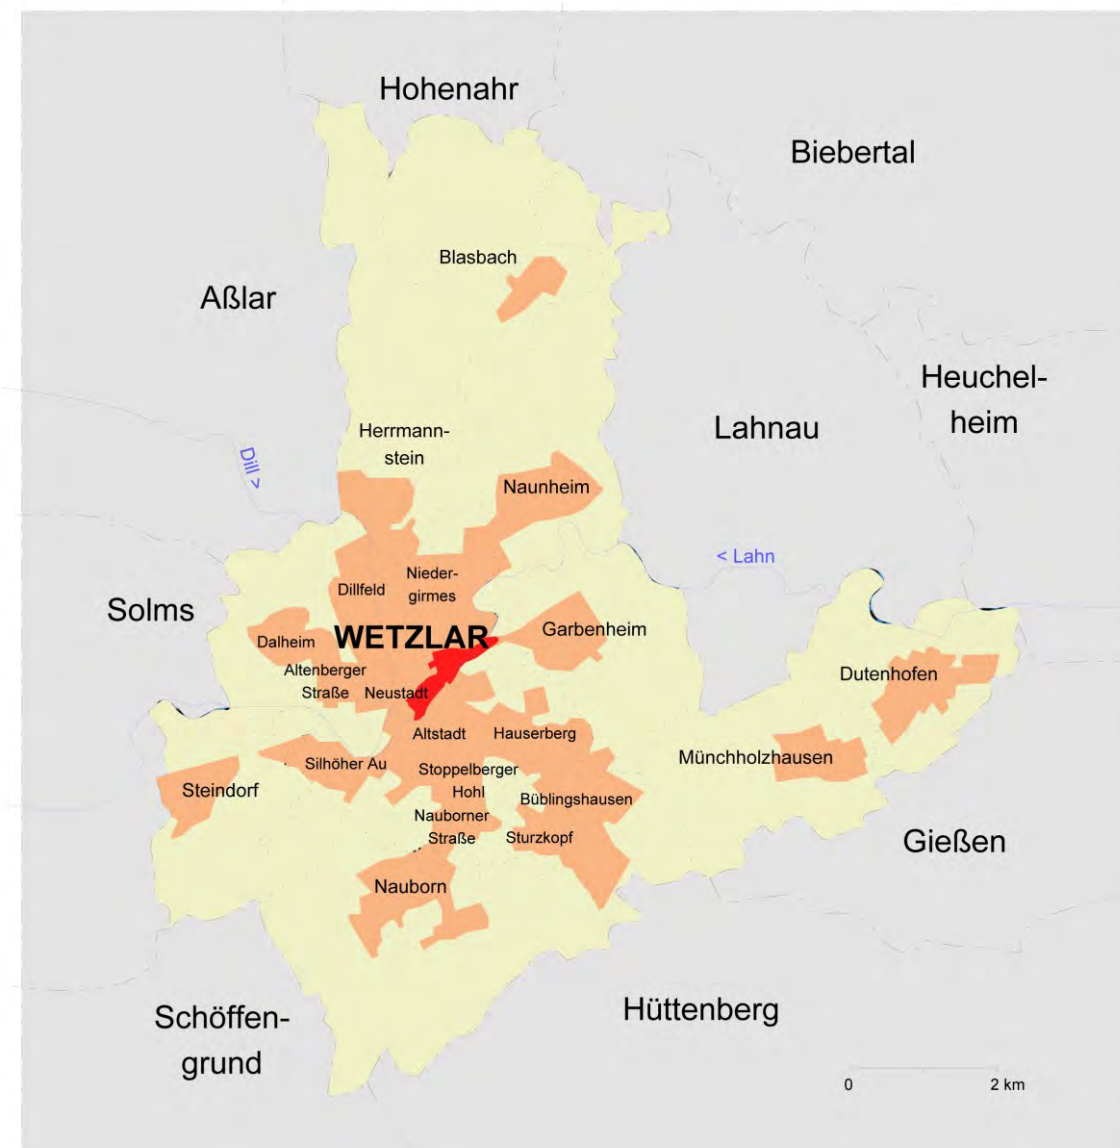 Hohenahr
Biebertal
Blasbach
Aßlar
Heuchel-
heim
Lahnau
Herrmann-
stein
Dill >
Naunheim
< Lahn
Nieder-
girmes
Dillfeld
Solms
WETZLAR
Garbenheim
Dalheim
Altenberger
Straße
Neustadt
Dutenhofen
Altstadt
Hauserberg
Münchholzhausen
Silhöher Au
Stoppelberger
Hohl
Steindorf
Büblingshausen
Nauborner
Straße
Sturzkopf
Gießen
Nauborn
Schöffen-
grund
Hüttenberg
0
2 km